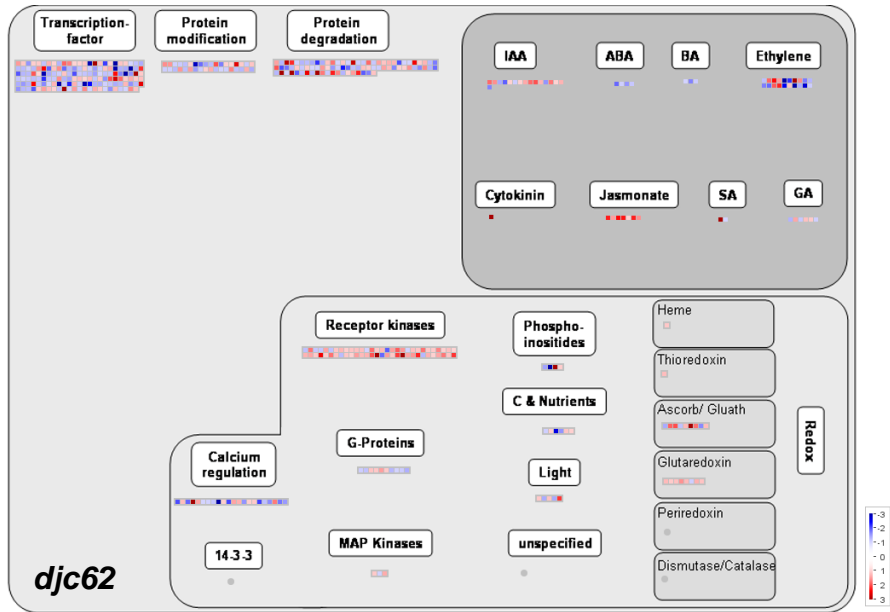 Transcription-
factor
Protein
modification
Protein
degradation
IAA
ABA
BA
Ethylene
Cytokinin
Jasmonate
SA
GA
Receptor kinases
Phospho-
inositides
C & Nutrients
G-Proteins
Light
Calcium
regulation
MAP Kinases
unspecified
14-3-3
Heme
Thioredoxin
Ascorb/ Gluath
Glutaredoxin
Periredoxin
Dismutase/Catalase
Redox
djc62
-3
-2
-1
0
1
2
3